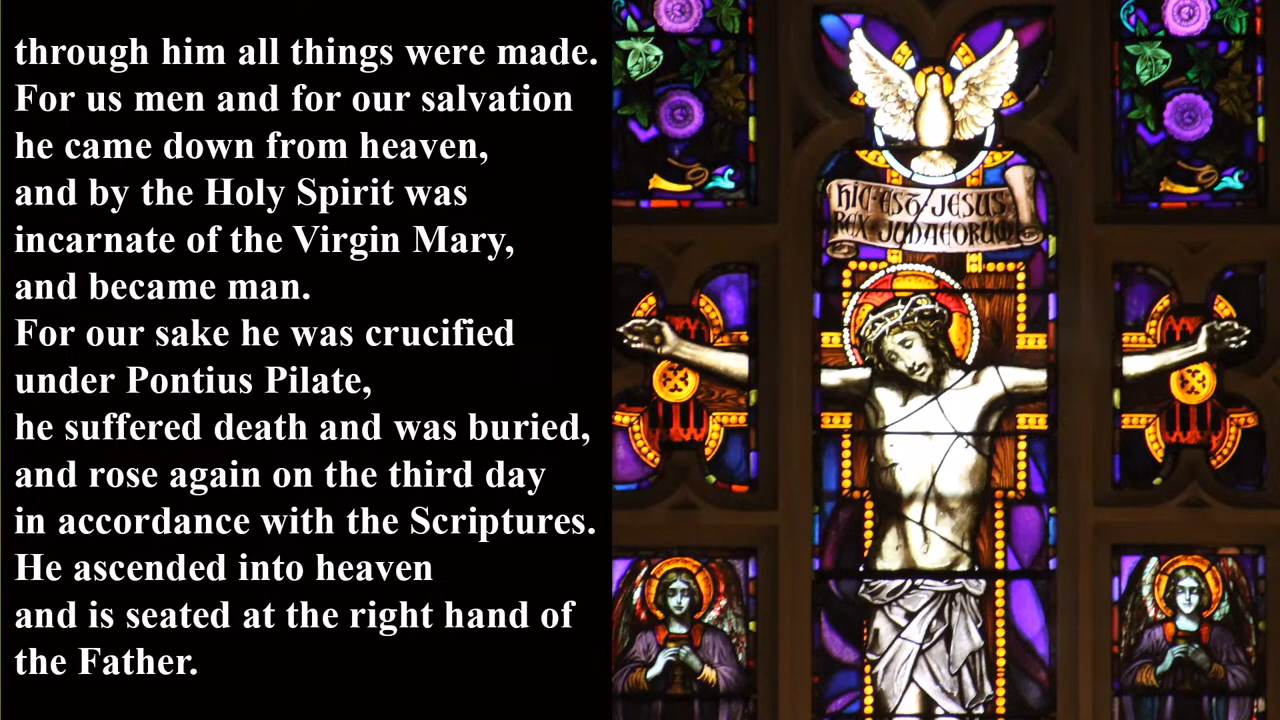 through him all things were made.
For us men and for our salvation
he came down from heaven,
and by the Holy Spirit was
incarnate of the Virgin Mary,
and became man.
For our sake he was crucified
under Pontius Pilate,
he suffered death and was buried,
and rose again on the third day
in accordance with the Scriptures.
He ascended into heaven
and is seated at the right hand of
the Father.
HIC·EST·JESUS
REX JUDAEORUM